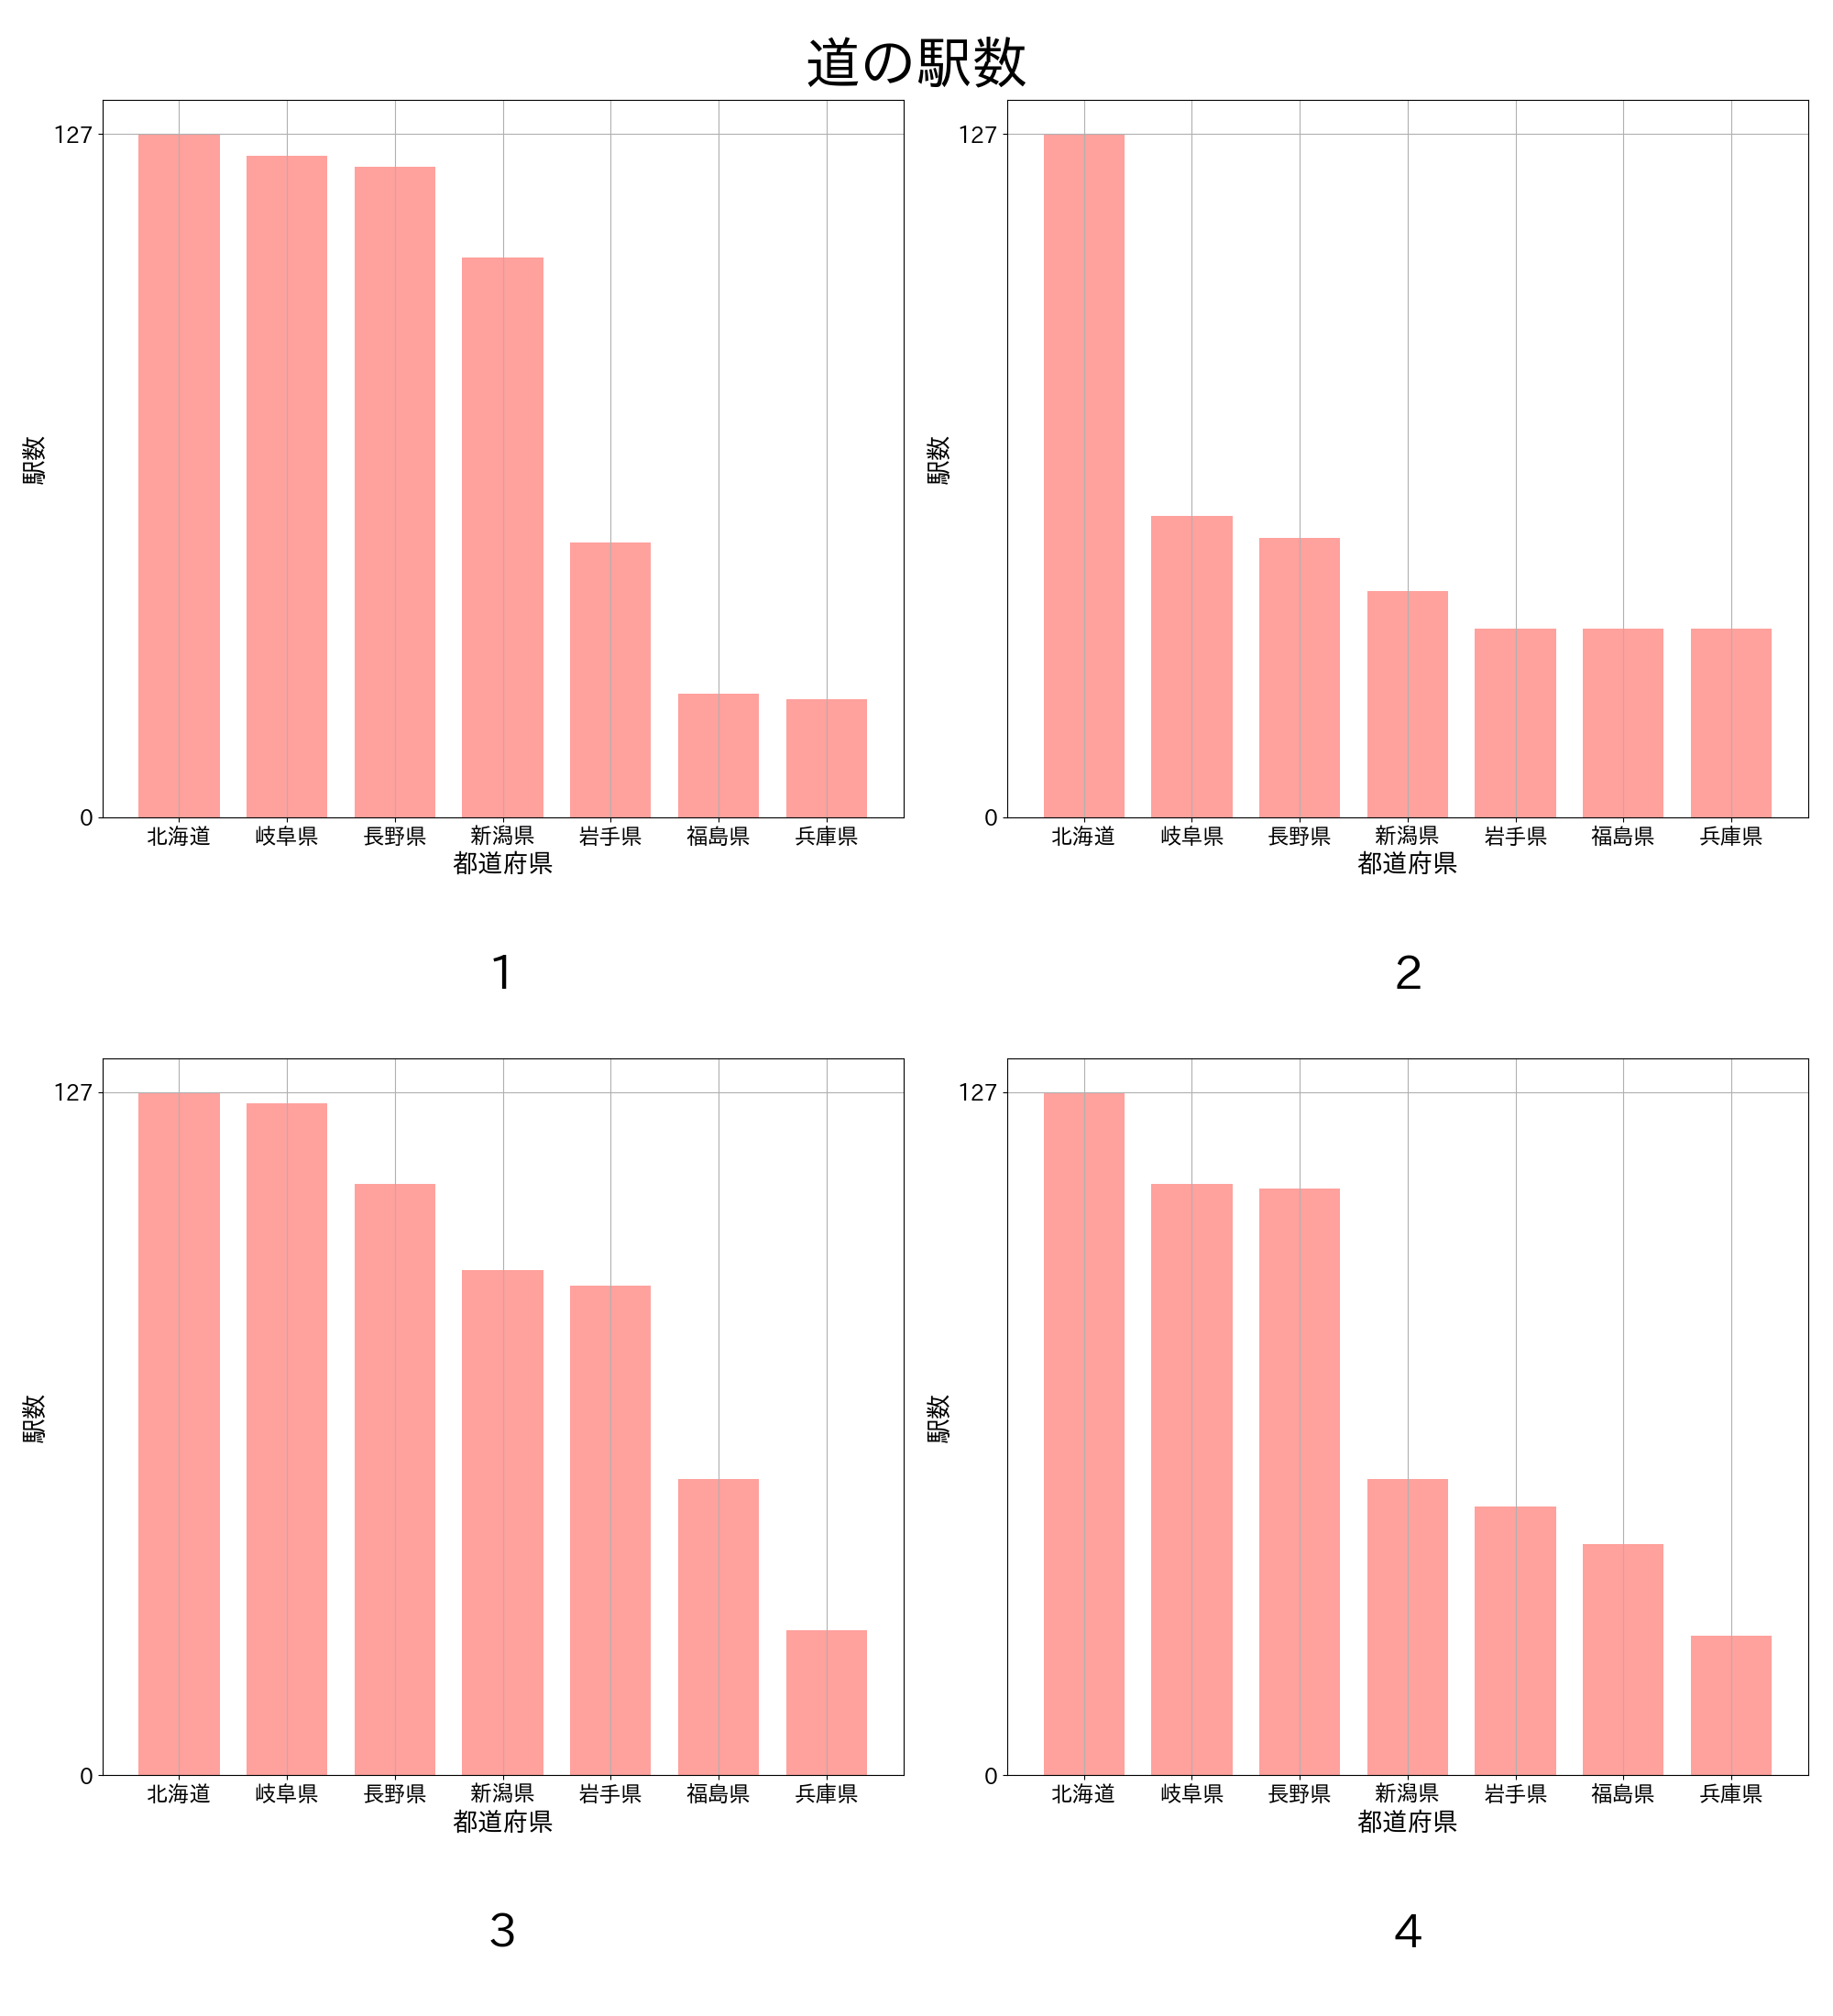 道の駅数
127
0
駅数
北海道 岐阜県 長野県 新潟県 岩手県 福島県 兵庫県
都道府県
1
127
0
駅数
北海道 岐阜県 長野県 新潟県 岩手県 福島県 兵庫県
都道府県
2
127
0
駅数
北海道 岐阜県 長野県 新潟県 岩手県 福島県 兵庫県
都道府県
3
127
0
駅数
北海道 岐阜県 長野県 新潟県 岩手県 福島県 兵庫県
都道府県
4